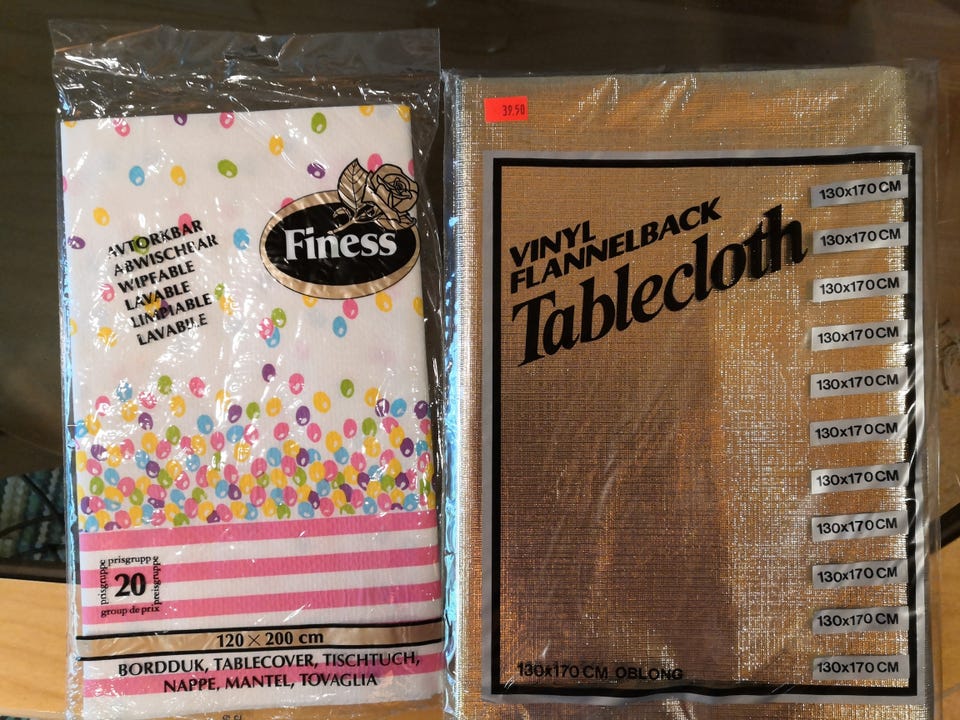 AVTORKBAR
ABWISCHBAR
WIPEABLE
LAVABLE
LIMPIABLE
LAVABILE
Finess
prisgrupp
prisgruppe
20
preisgruppe
group de prix
120 × 200 cm
BORDDUK, TABLECOVER, TISCHTUCH,
NAPPE, MANTEL, TOVAGLIA
39.50
VINYL
FLANNELBACK
Tablecloth
130x170 CM
130x170 CM
130x170 CM
130x170 CM
130x170 CM
130x170 CM
130x170 CM
130x170 CM
130x170 CM
130x170 CM
130x170 CM
130x170 CM OBLONG